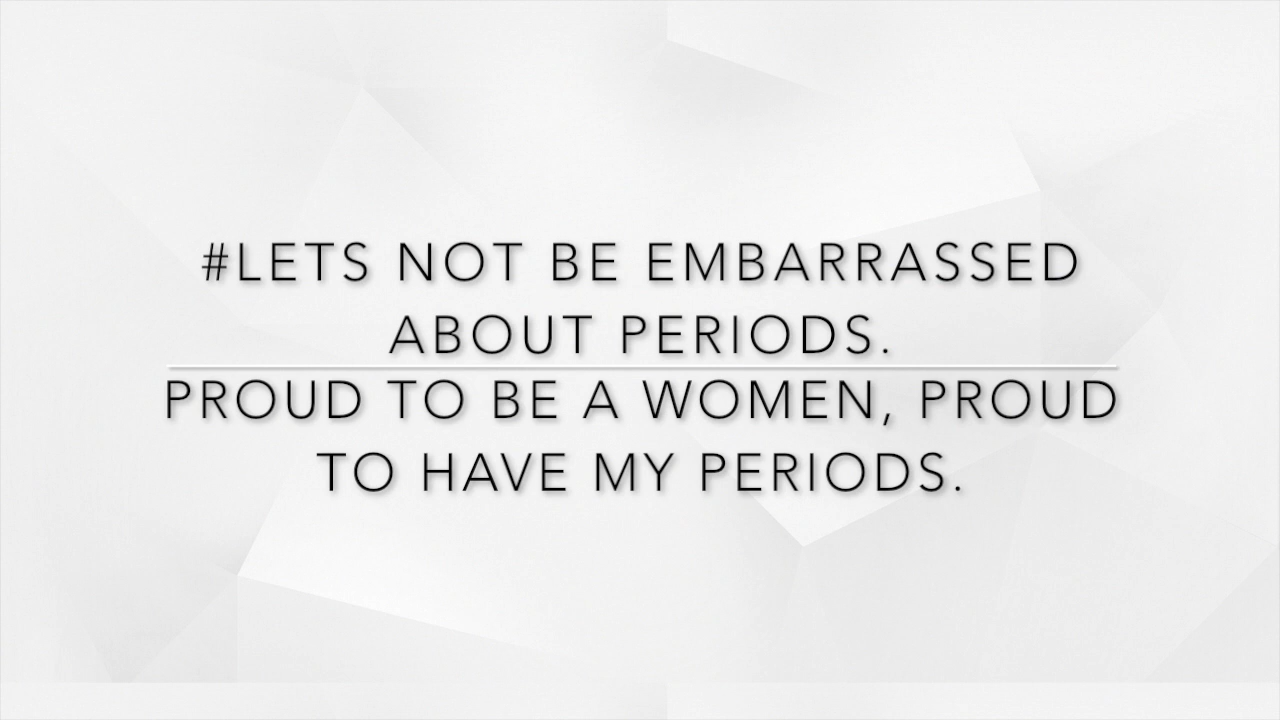 #LETS NOT BE EMBARRASSED
ABOUT PERIODS.
PROUD TO BE A WOMEN, PROUD
TO HAVE MY PERIODS.